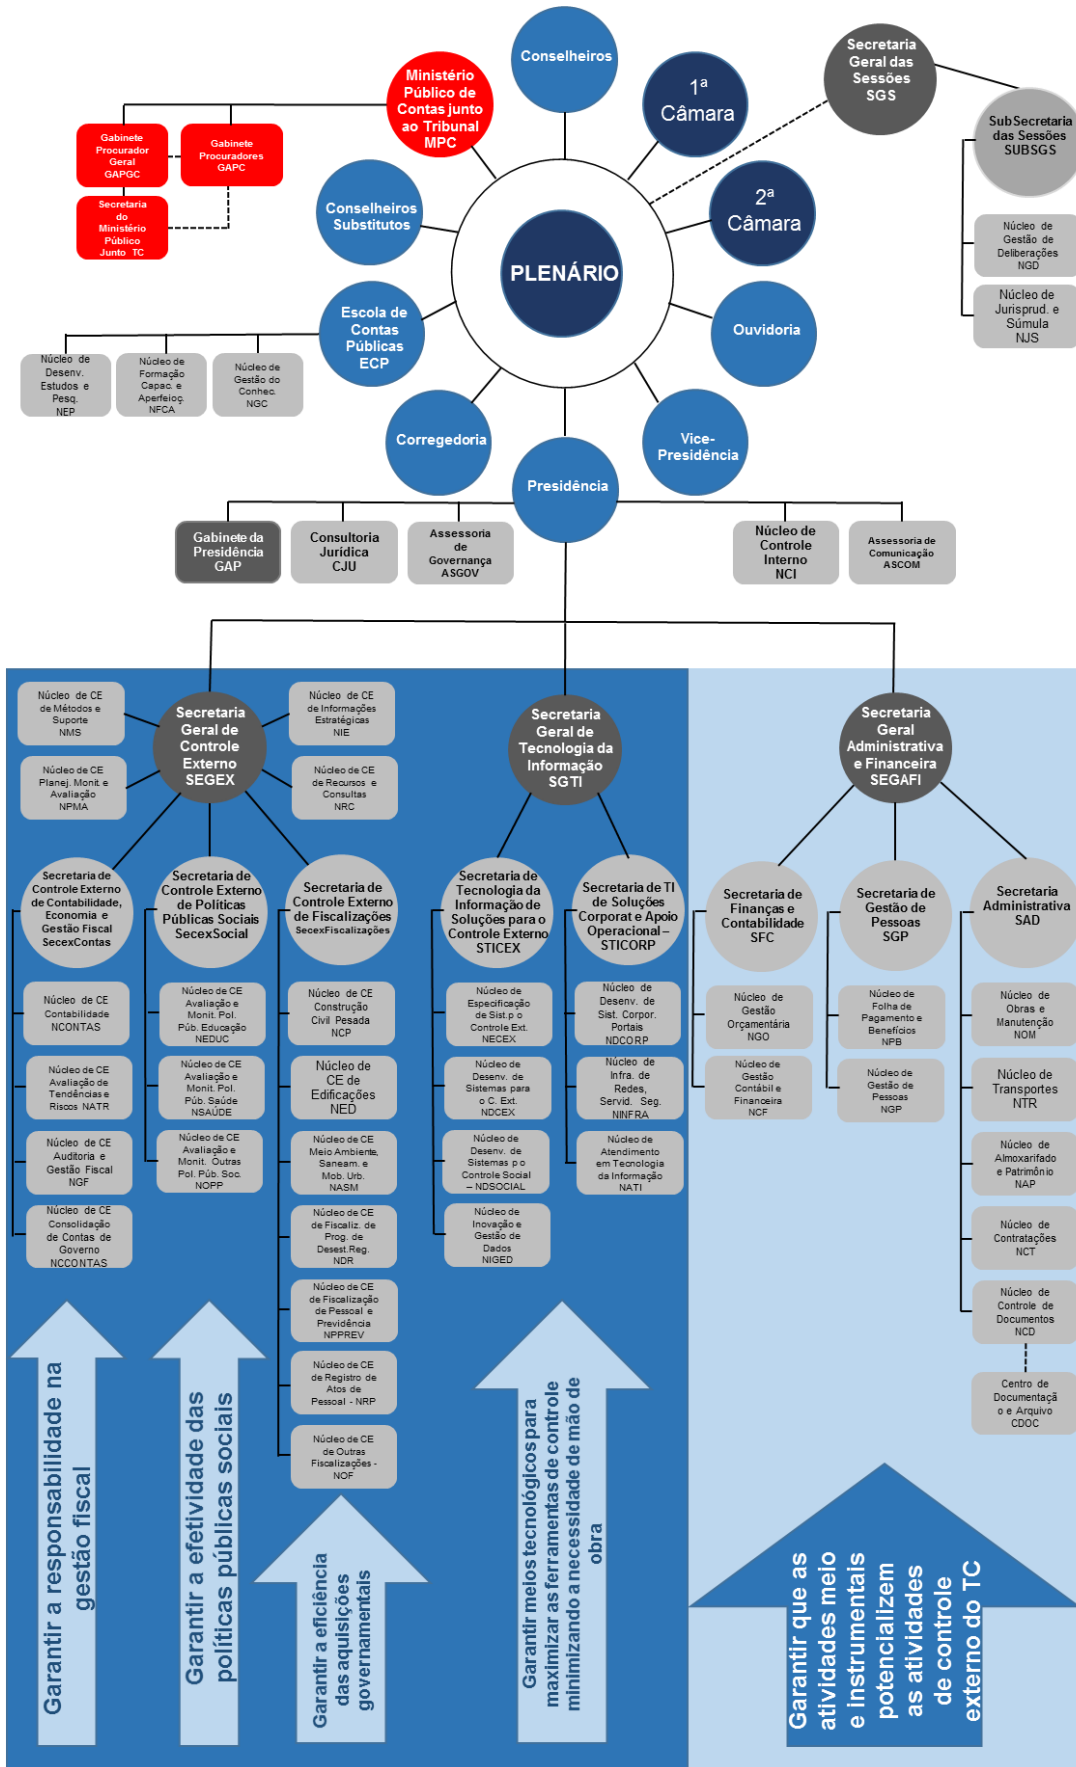 Conselheiros
1ª
Câmara
2ª
Câmara
Ouvidoria
Vice-
Presidência
Presidência
Corregedoria
Escola de
Contas
Públicas
ECP
Conselheiros
Substitutos
Ministério
Público de
Contas junto
ao Tribunal
MPC
PLENÁRIO
Secretaria
Geral das
Sessões
SGS
SubSecretaria
das Sessões
SUBSGS
Núcleo de
Gestão de
Deliberações
NGD
Núcleo de
Jurisprud. e
Súmula
NJS
Gabinete
Procurador
Geral
GAPGC
Gabinete
Procuradores
GAPC
Secretaria
do
Ministério
Público
Junto TC
Núcleo de
Desenv.
Estudos e
Pesq.
NEP
Núcleo de
Formação
Capac. e
Aperfeioç.
NFCA
Núcleo de
Gestão do
Conhec.
NGC
Gabinete da
Presidência
GAP
Consultoria
Jurídica
CJU
Assessoria
de
Governança
ASGOV
Núcleo de
Controle
Interno
NCI
Assessoria de
Comunicação
ASCOM
Secretaria
Geral de
Controle
Externo
SEGEX
Núcleo de CE
de Métodos e
Suporte
NMS
Núcleo de CE
Planej. Monit e
Avaliação
NPMA
Núcleo de CE
de Informações
Estratégicas
NIE
Núcleo de CE
de Recursos e
Consultas
NRC
Secretaria
Geral de
Tecnologia da
Informação
SGTI
Secretaria
Geral
Administrativa
e Financeira
SEGAFI
Secretaria de
Controle Externo
de Contabilidade,
Economia e
Gestão Fiscal
SecexContas
Secretaria de
Controle Externo
de Políticas
Públicas Sociais
SecexSocial
Secretaria de
Controle Externo
de Fiscalizações
SecexFiscalizações
Secretaria de
Tecnologia da
Informação de
Soluções para o
Controle Externo
STICEX
Secretaria de TI
de Soluções
Corporat e Apoio
Operacional –
STICORP
Secretaria de
Finanças e
Contabilidade
SFC
Secretaria de
Gestão de
Pessoas
SGP
Secretaria
Administrativa
SAD
Núcleo de CE
Contabilidade
NCONTAS
Núcleo de CE
Avaliação de
Tendências e
Riscos NATR
Núcleo de CE
Auditoria e
Gestão Fiscal
NGF
Núcleo de CE
Consolidação
de Contas de
Governo
NCCONTAS
Núcleo de CE
Avaliação e
Monit. Pol.
Púb. Educação
NEDUC
Núcleo de CE
Avaliação e
Monit. Pol.
Púb. Saúde
NSAÚDE
Núcleo de CE
Avaliação e
Monit. Outras
Pol. Púb. Soc.
NOPP
Núcleo de CE
Construção
Civil Pesada
NCP
Núcleo de
CE de
Edificações
NED
Núcleo de CE
Meio Ambiente,
Saneam. e
Mob. Urb.
NASM
Núcleo de CE
de Fiscaliz. de
Prog. de
Desest.Reg.
NDR
Núcleo de CE
de Fiscalização
de Pessoal e
Previdência
NPPREV
Núcleo de CE
de Registro de
Atos de
Pessoal - NRP
Núcleo de CE
de Outras
Fiscalizações -
NOF
Núcleo de
Especificação
de Sist.p o
Controle Ext.
NECEX
Núcleo de
Desenv. de
Sistemas para
o C. Ext.
NDCEX
Núcleo de
Desenv. de
Sistemas p o
Controle Social
– NDSOCIAL
Núcleo de
Inovação e
Gestão de
Dados
NIGED
Núcleo de
Desenv. de
Sist. Corpor.
Portais
NDCORP
Núcleo de
Infra. de
Redes,
Servid. Seg.
NINFRA
Núcleo de
Atendimento
em Tecnologia
da Informação
NATI
Núcleo de
Gestão
Orçamentária
NGO
Núcleo de
Gestão
Contábil e
Financeira
NCF
Núcleo de
Folha de
Pagamento e
Benefícios
NPB
Núcleo de
Gestão de
Pessoas
NGP
Núcleo de
Obras e
Manutenção
NOM
Núcleo de
Transportes
NTR
Núcleo de
Almoxarifado
e Patrimônio
NAP
Núcleo de
Contratações
NCT
Núcleo de
Controle de
Documentos
NCD
Centro de
Documentaçã
o e Arquivo
CDOC
Garantir a responsabilidade na
gestão fiscal
Garantir a efetividade das
políticas públicas sociais
Garantir a eficiência
das aquisições
governamentais
Garantir meios tecnológicos para
maximizar as ferramentas de controle
minimizando a necessidade de mão de
obra
Garantir que as
atividades meio
e instrumentais
potencializem
as atividades
de controle
externo do TC